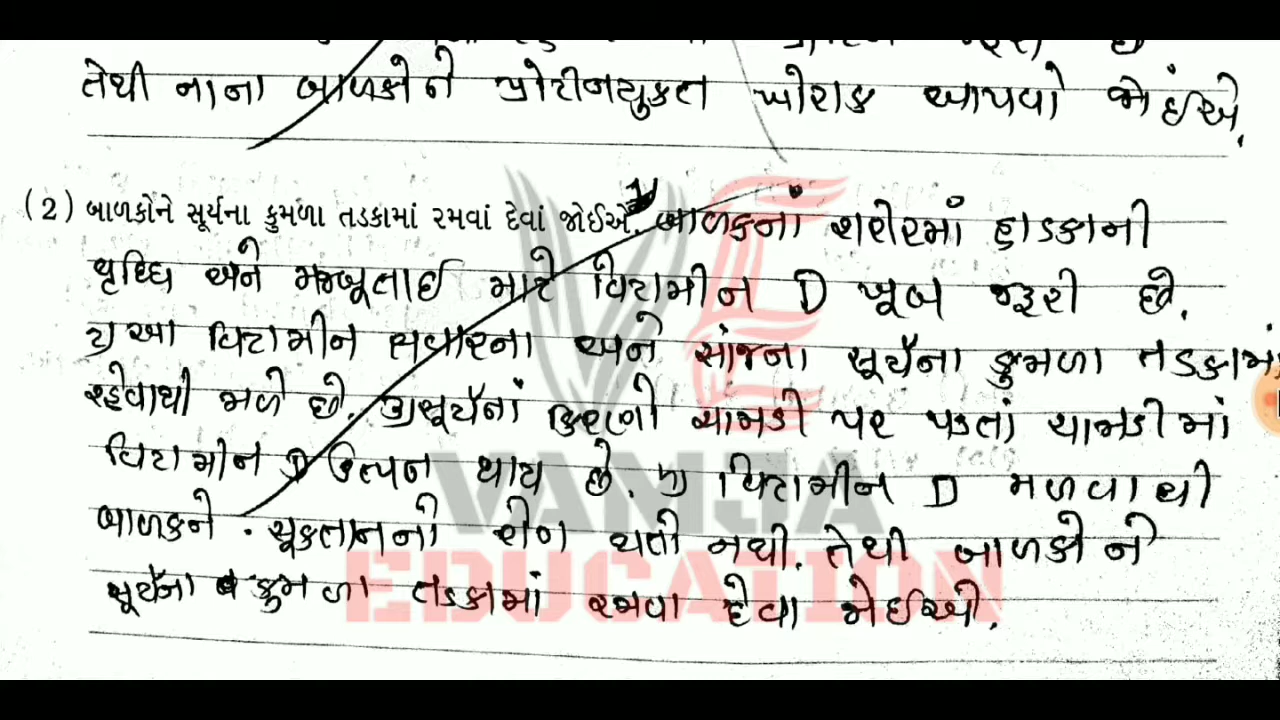 તેથી નાના બાળકોને પ્રોટીનયુક્ત ખોરાક આપવો જોઈએ.
(2) બાળકોને સૂર્યના કુમળા તડકામાં રમવાં દેવાં જોઈએ. બાળકનાં શરીરમાં હાડકાની
વૃધ્ધિ અને મજબૂતાઈ માટે વિટામીન D ખૂબ જરૂરી છે.
આ વિટામીન સવારના અને સાંજના સૂર્યના કુમળા તડકામાં
રહેવાથી મળે છે. સૂર્યનાં કિરણો ચામડી પર પડતાં ચામડીમાં
વિટામીન D ઉત્પન થાય છે. વિટામીન D મળવાથી
બાળકને સૂકતાનનો રોગ થતો નથી. તેથી બાળકોને
સૂર્યના કુમળા તડકામાં રમવા દેવા જોઈએ.
VANJA
EDUCATION